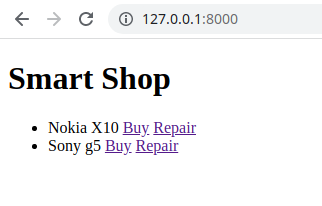 127.0.0.1:8000
Smart Shop
Nokia X10 Buy Repair
Sony g5 Buy Repair